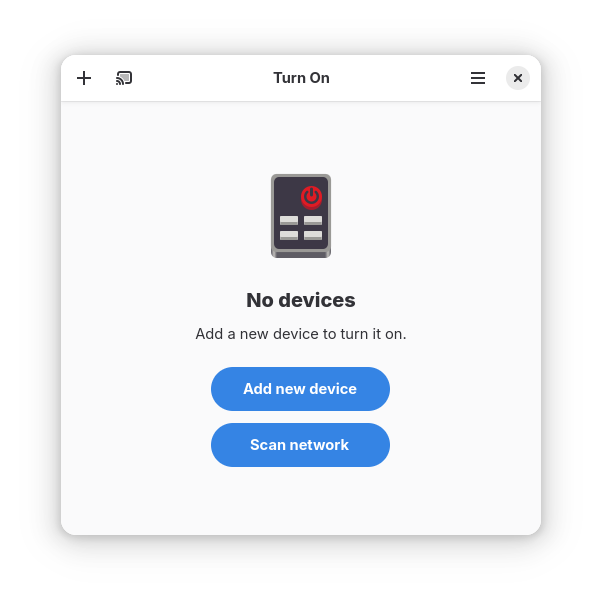 Turn On
No devices
Add a new device to turn it on.
Add new device
Scan network